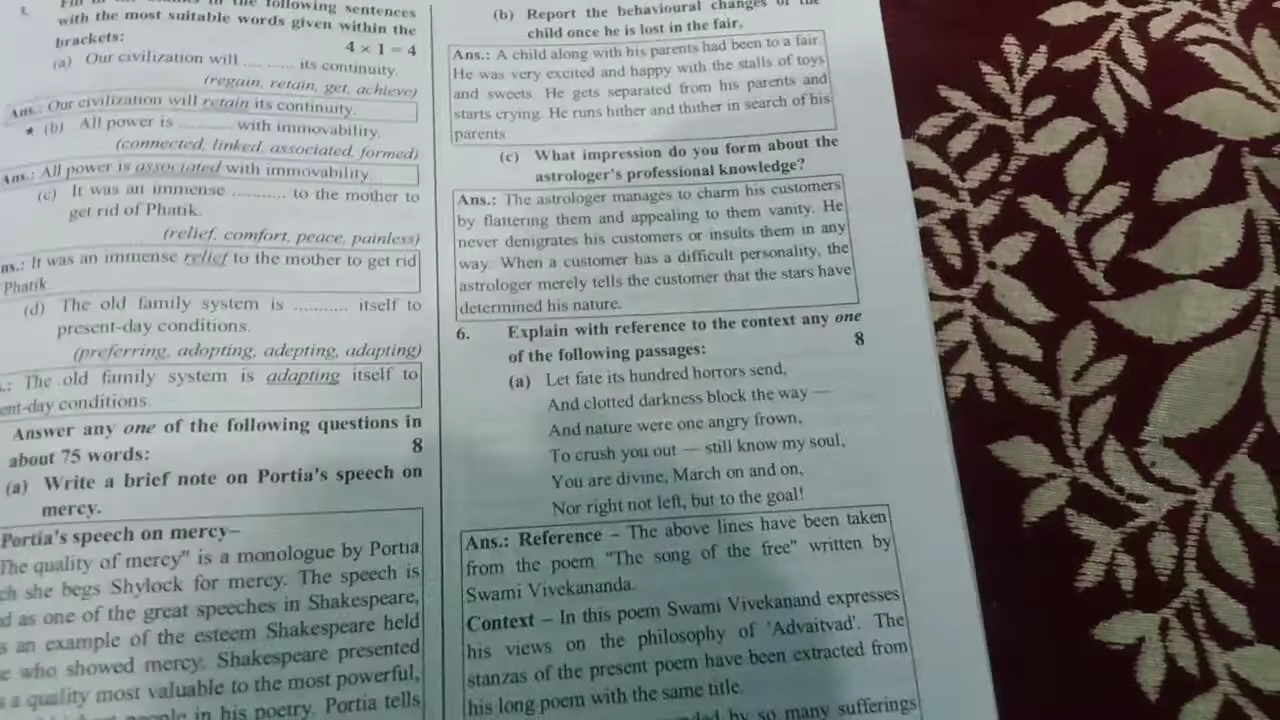 following sentences
with the most suitable words given within the
brackets:
4 × 1 = 4
(a) Our civilization will .......... its continuity.
(regain, retain, get, achieve)
Ans.: Our civilization will retain its continuity.
★ (b) All power is .......... with immovability.
(connected, linked, associated, formed)
Ans.: All power is associated with immovability.
(c) It was an immense .......... to the mother to
get rid of Phatik.
(relief, comfort, peace, painless)
ns.: It was an immense relief to the mother to get rid
Phatik.
(d) The old family system is .......... itself to
present-day conditions.
(preferring, adopting, adepting, adapting)
.: The old family system is adapting itself to
ent-day conditions.
Answer any one of the following questions in
about 75 words:
8
(a) Write a brief note on Portia's speech on
mercy.
Portia's speech on mercy–
The quality of mercy" is a monologue by Portia
ch she begs Shylock for mercy. The speech is
d as one of the great speeches in Shakespeare,
s an example of the esteem Shakespeare held
e who showed mercy. Shakespeare presented
s a quality most valuable to the most powerful,
people in his poetry. Portia tells
(b) Report the behavioural changes of the
child once he is lost in the fair.
Ans.: A child along with his parents had been to a fair.
He was very excited and happy with the stalls of toys
and sweets. He gets separated from his parents and
starts crying. He runs hither and thither in search of his
parents.
(c) What impression do you form about the
astrologer's professional knowledge?
Ans.: The astrologer manages to charm his customers
by flattering them and appealing to them vanity. He
never denigrates his customers or insults them in any
way. When a customer has a difficult personality, the
astrologer merely tells the customer that the stars have
determined his nature.
6. Explain with reference to the context any one
of the following passages:
8
(a) Let fate its hundred horrors send,
And clotted darkness block the way —
And nature were one angry frown,
To crush you out — still know my soul,
You are divine, March on and on,
Nor right not left, but to the goal!
Ans.: Reference – The above lines have been taken
from the poem "The song of the free" written by
Swami Vivekananda.
Context – In this poem Swami Vivekanand expresses
his views on the philosophy of 'Advaitvad'. The
stanzas of the present poem have been extracted from
his long poem with the same title.
by so many sufferings